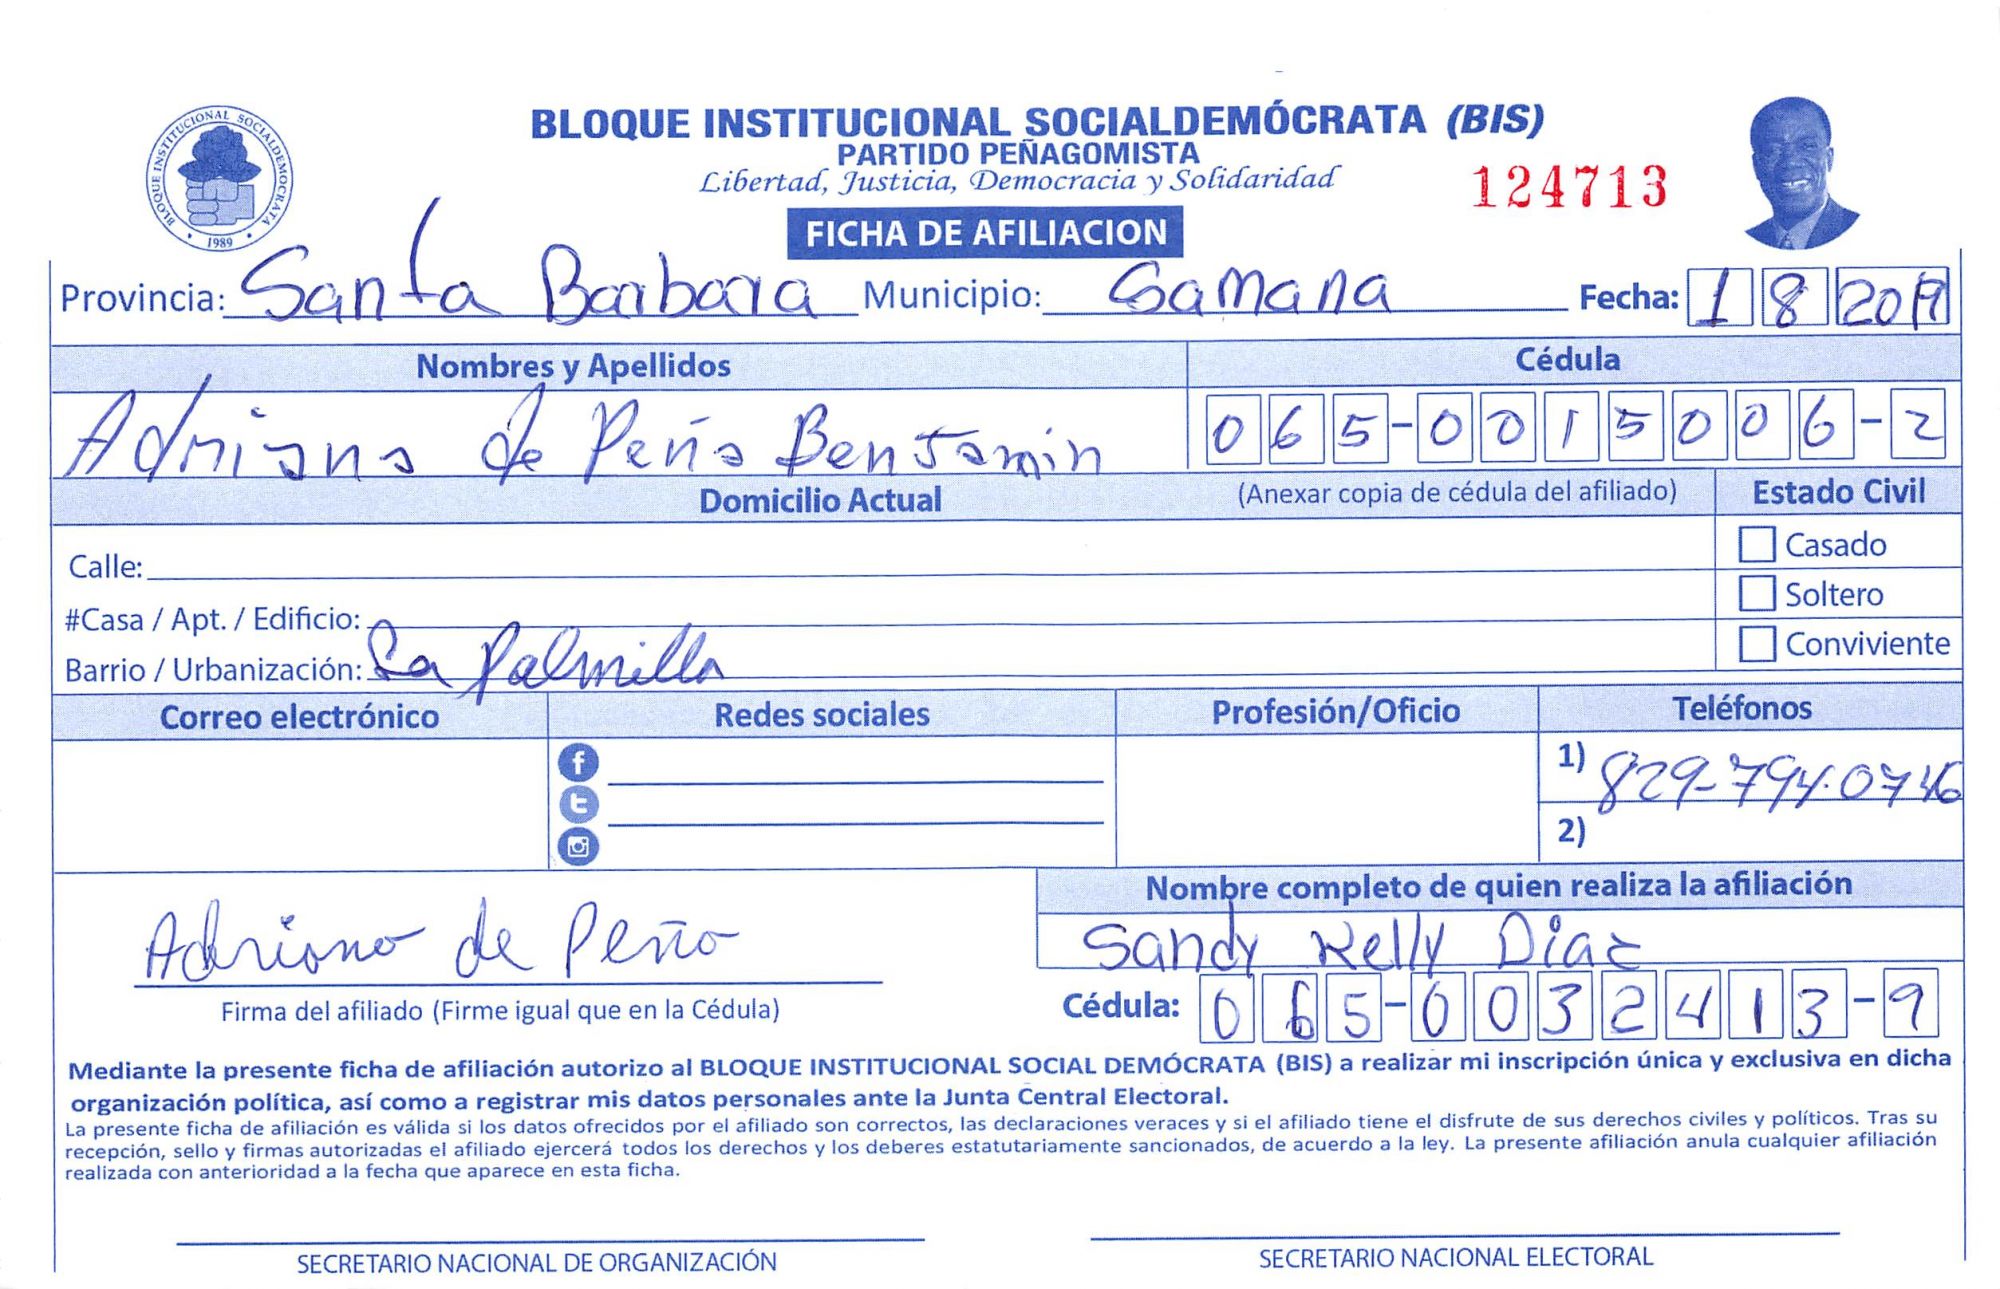 BLOQUE INSTITUCIONAL SOCIALDEMÓCRATA (BIS)
PARTIDO PEÑAGOMISTA
Libertad, Justicia, Democracia y Solidaridad
124713
BLOQUE INSTITUCIONAL SOCIALDEMOCRATA
1989
FICHA DE AFILIACION
Provincia: Santa Barbara Municipio: Samana Fecha: 1 8 2019
Nombres y Apellidos Cédula
Adriana de Peña Benjamin 065-0015006-2
Domicilio Actual (Anexar copia de cédula del afiliado) Estado Civil
Calle: Casado
#Casa / Apt. / Edificio: Soltero
Barrio / Urbanización: La Palmilla Conviviente
Correo electrónico Redes sociales Profesión/Oficio Teléfonos
1) 829-794-0746
2)
Nombre completo de quien realiza la afiliación
Adriano de Peño Sandy Kelly Diaz
Firma del afiliado (Firme igual que en la Cédula) Cédula: 065-0032413-9
Mediante la presente ficha de afiliación autorizo al BLOQUE INSTITUCIONAL SOCIAL DEMÓCRATA (BIS) a realizar mi inscripción única y exclusiva en dicha
organización política, así como a registrar mis datos personales ante la Junta Central Electoral.
La presente ficha de afiliación es válida si los datos ofrecidos por el afiliado son correctos, las declaraciones veraces y si el afiliado tiene el disfrute de sus derechos civiles y políticos. Tras su
recepción, sello y firmas autorizadas el afiliado ejercerá todos los derechos y los deberes estatutariamente sancionados, de acuerdo a la ley. La presente afiliación anula cualquier afiliación
realizada con anterioridad a la fecha que aparece en esta ficha.
SECRETARIO NACIONAL DE ORGANIZACIÓN SECRETARIO NACIONAL ELECTORAL